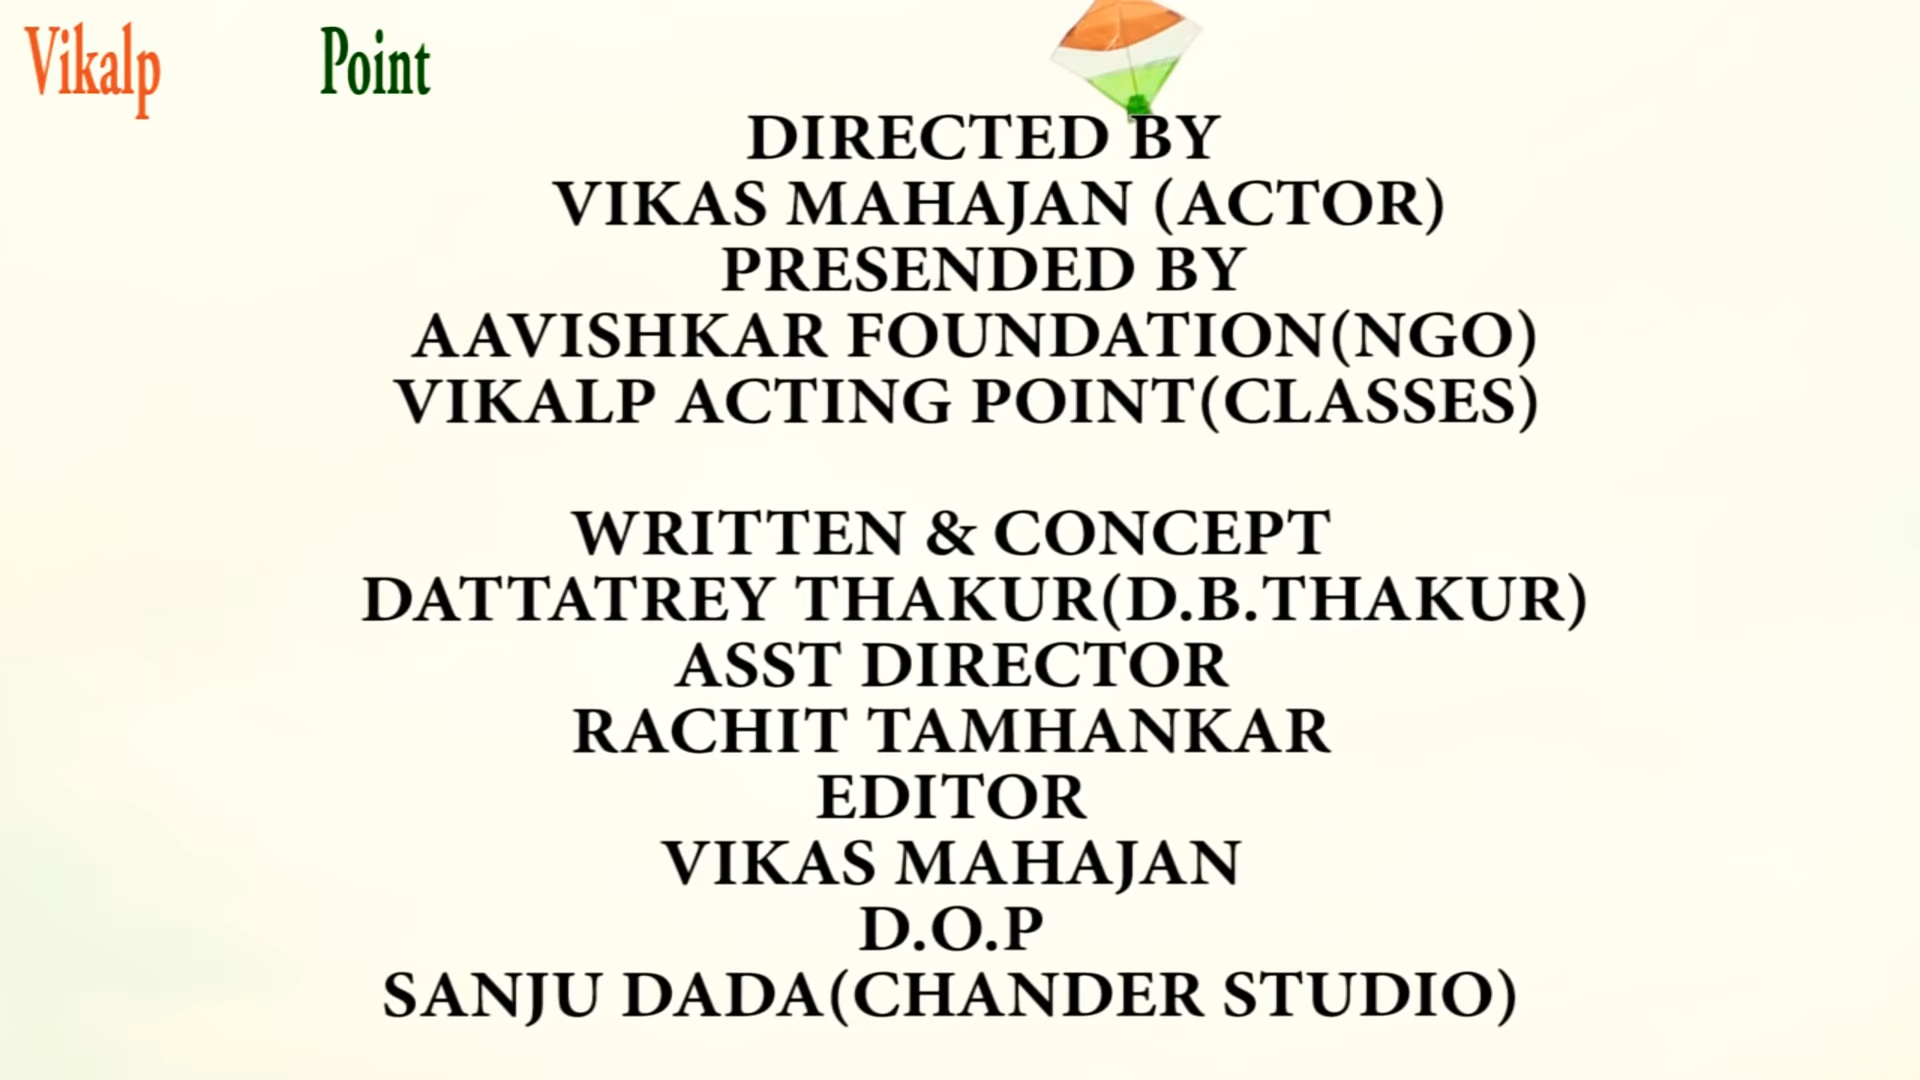 Vikalp Point
DIRECTED BY
VIKAS MAHAJAN (ACTOR)
PRESENDED BY
AAVISHKAR FOUNDATION(NGO)
VIKALP ACTING POINT(CLASSES)
WRITTEN & CONCEPT
DATTATREY THAKUR(D.B.THAKUR)
ASST DIRECTOR
RACHIT TAMHANKAR
EDITOR
VIKAS MAHAJAN
D.O.P
SANJU DADA(CHANDER STUDIO)